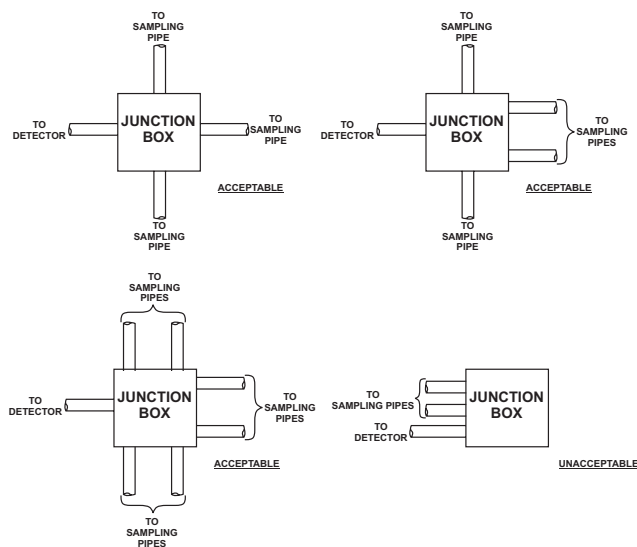 TO
SAMPLING
PIPE
TO
DETECTOR
JUNCTION
BOX
TO
SAMPLING
PIPE
ACCEPTABLE
TO
SAMPLING
PIPE
TO
SAMPLING
PIPE
TO
DETECTOR
JUNCTION
BOX
TO
SAMPLING
PIPES
ACCEPTABLE
TO
SAMPLING
PIPE
TO
SAMPLING
PIPES
TO
DETECTOR
JUNCTION
BOX
TO
SAMPLING
PIPES
ACCEPTABLE
TO
SAMPLING
PIPES
TO
SAMPLING PIPES
TO
DETECTOR
JUNCTION
BOX
UNACCEPTABLE